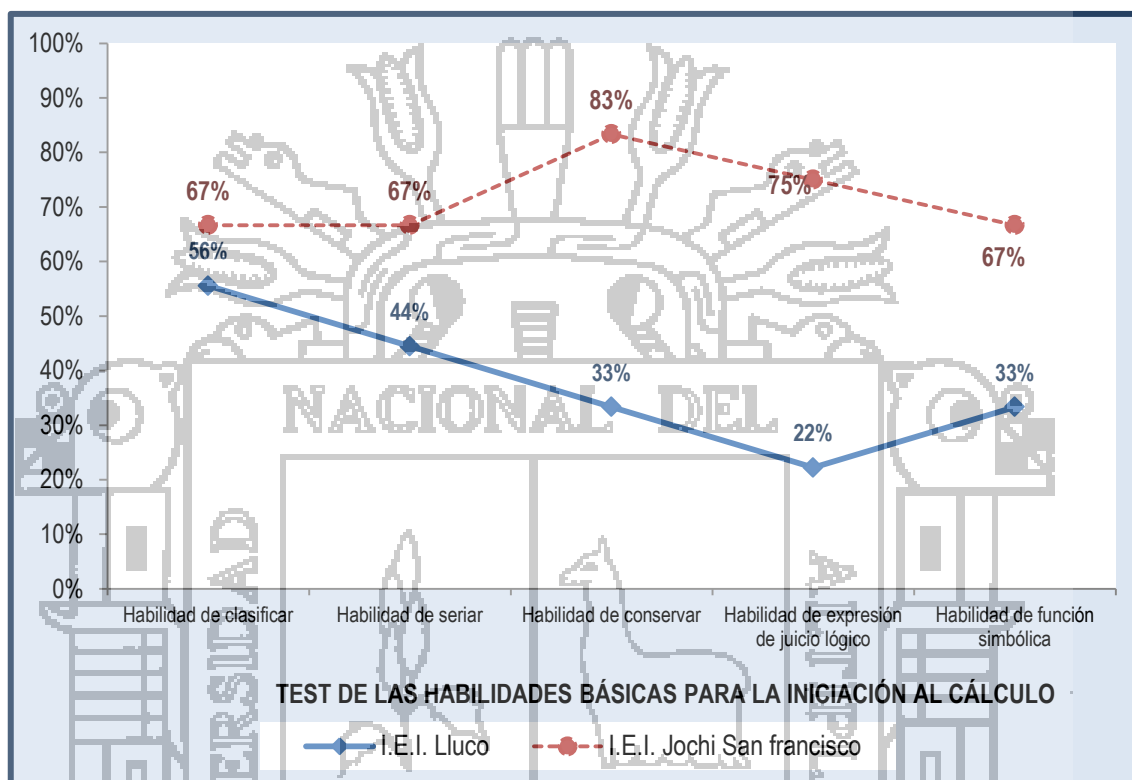 100%
90%
80%
70%
60%
50%
40%
30%
20%
10%
0%
67%
67%
83%
75%
67%
56%
44%
33%
22%
33%
NACIONAL DEL
ERSIDAD
ALTIP
Habilidad de clasificar
Habilidad de seriar
Habilidad de conservar
Habilidad de expresión
de juicio lógico
Habilidad de función
simbólica
TEST DE LAS HABILIDADES BÁSICAS PARA LA INICIACIÓN AL CÁLCULO
I.E.I. Lluco
I.E.I. Jochi San francisco